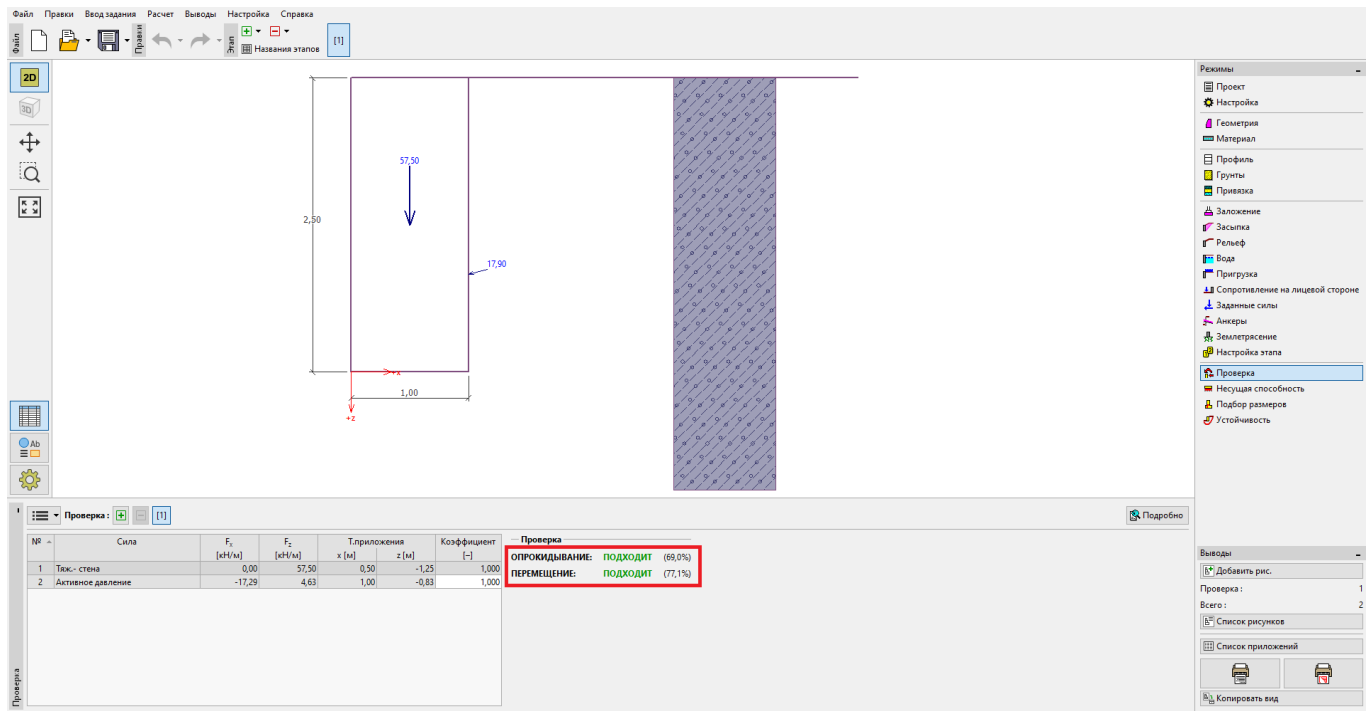 Файл Правки Ввод задания Расчет Выводы Настройка Справка
Файл
Правки
Этап
Названия этапов
[1]
2D
3D
Ab
57,50
2,50
17,90
+x
1,00
+z
Режимы
Проект
Настройка
Геометрия
Материал
Профиль
Грунты
Привязка
Заложение
Засыпка
Рельеф
Вода
Пригрузка
Сопротивление на лицевой стороне
Заданные силы
Анкеры
Землетрясение
Настройка этапа
Проверка
Несущая способность
Подбор размеров
Устойчивость
Проверка
Проверка : [1] Подробно
№ Сила Fx Fz Т.приложения Коэффициент
[кН/м] [кН/м] x [м] z [м] [–]
1 Тяж.- стена 0,00 57,50 0,50 -1,25 1,000
2 Активное давление -17,29 4,63 1,00 -0,83 1,000
Проверка
ОПРОКИДЫВАНИЕ: ПОДХОДИТ (69,0%)
ПЕРЕМЕЩЕНИЕ: ПОДХОДИТ (77,1%)
Выводы
Добавить рис.
Проверка : 1
Всего : 2
Список рисунков
Список приложений
Копировать вид